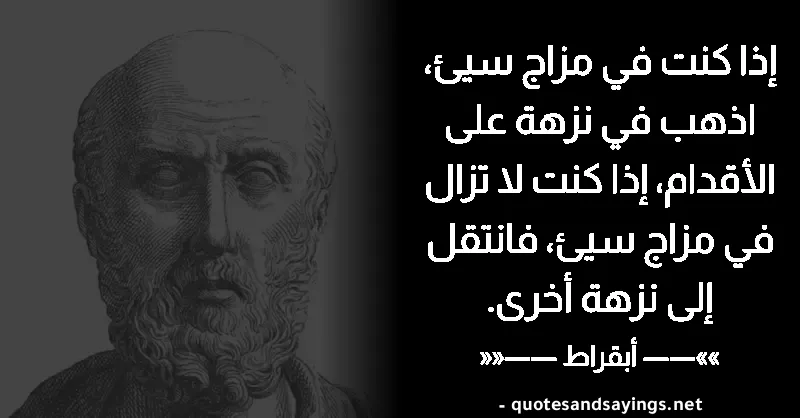 إذا كنت في مزاج سيئ،
اذهب في نزهة على
الأقدام، إذا كنت لا تزال
في مزاج سيئ، فانتقل
إلى نزهة أخرى.
»»—— أبقراط ——««
- quotesandsayings.net